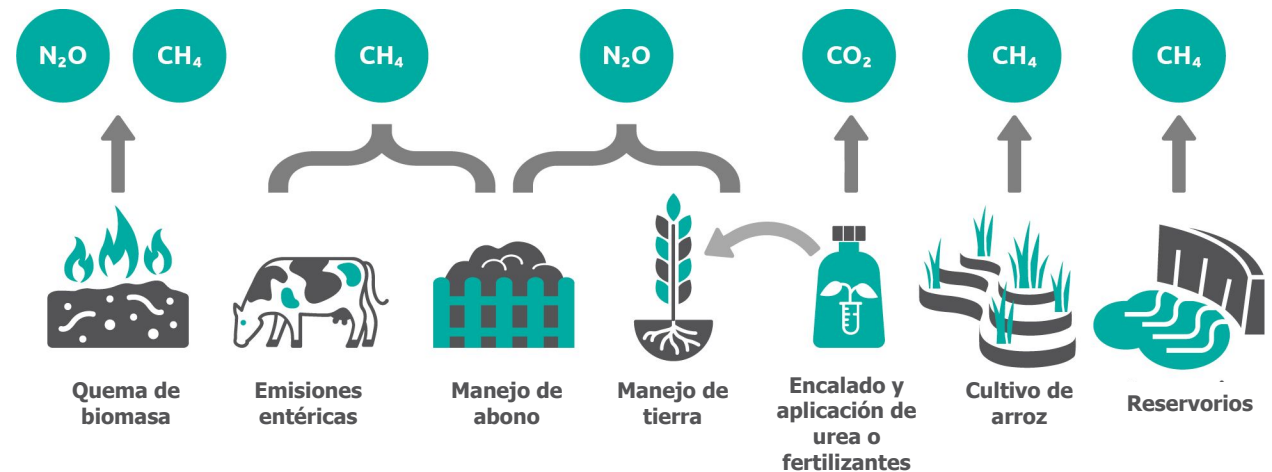 N₂O
CH₄
CH₄
N₂O
CO₂
CH₄
CH₄
Quema de
biomasa
Emisiones
entéricas
Manejo de
abono
Manejo de
tierra
Encalado y
aplicación de
urea o
fertilizantes
Cultivo de
arroz
Reservorios